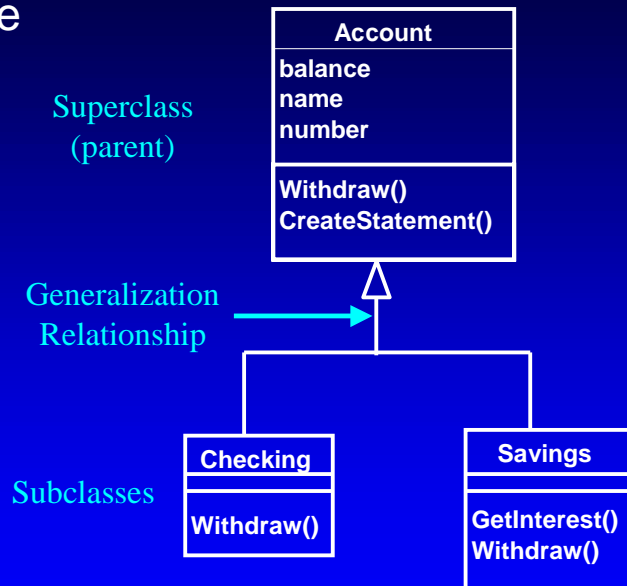 e
Account
balance
name
number
Withdraw()
CreateStatement()
Superclass
(parent)
Generalization
Relationship
Subclasses
Checking
Withdraw()
Savings
GetInterest()
Withdraw()